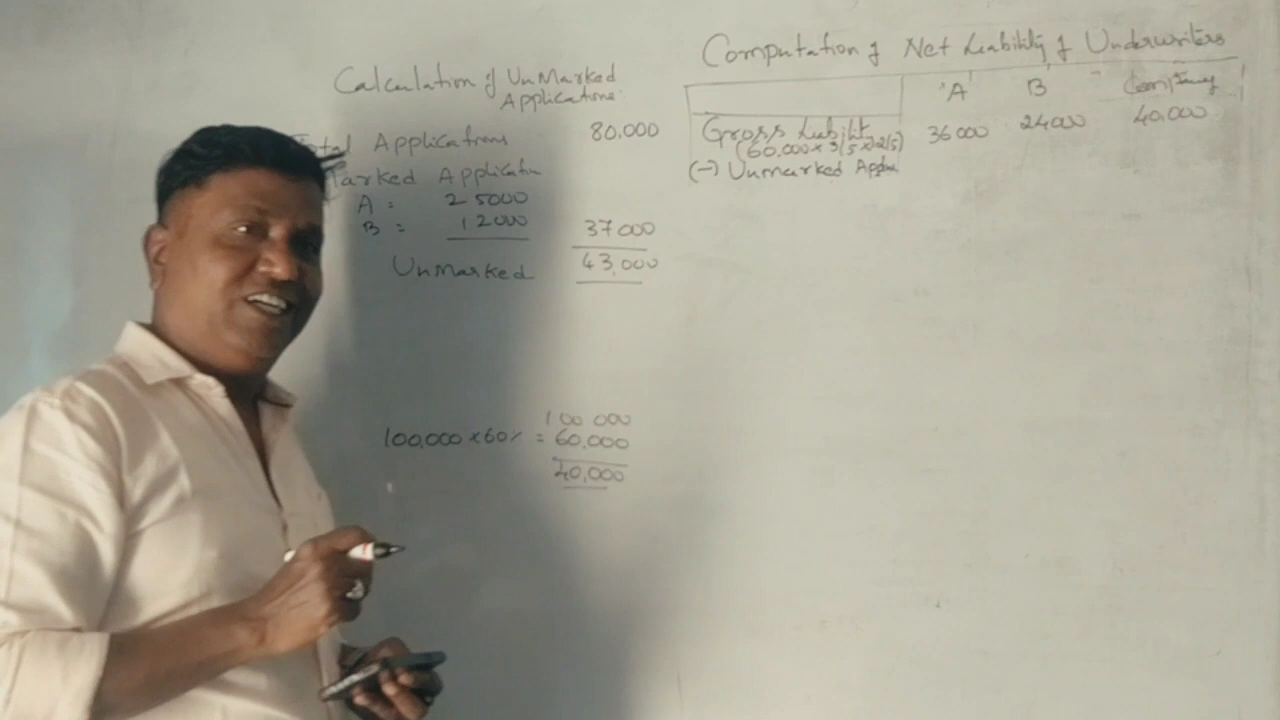 Calculation of UnMarked
Applications
Total Applications 80,000
Marked Application
A : 25000
B : 12000 37000
UnMarked 43,000
100,000
100,000 x 60% = 60,000
40,000
Computation of Net Liability of Underwriters
'A' B Company
Gross Liability 36000 24000 40,000
(60,000 x 3/5 x 2/5)
(-) Unmarked